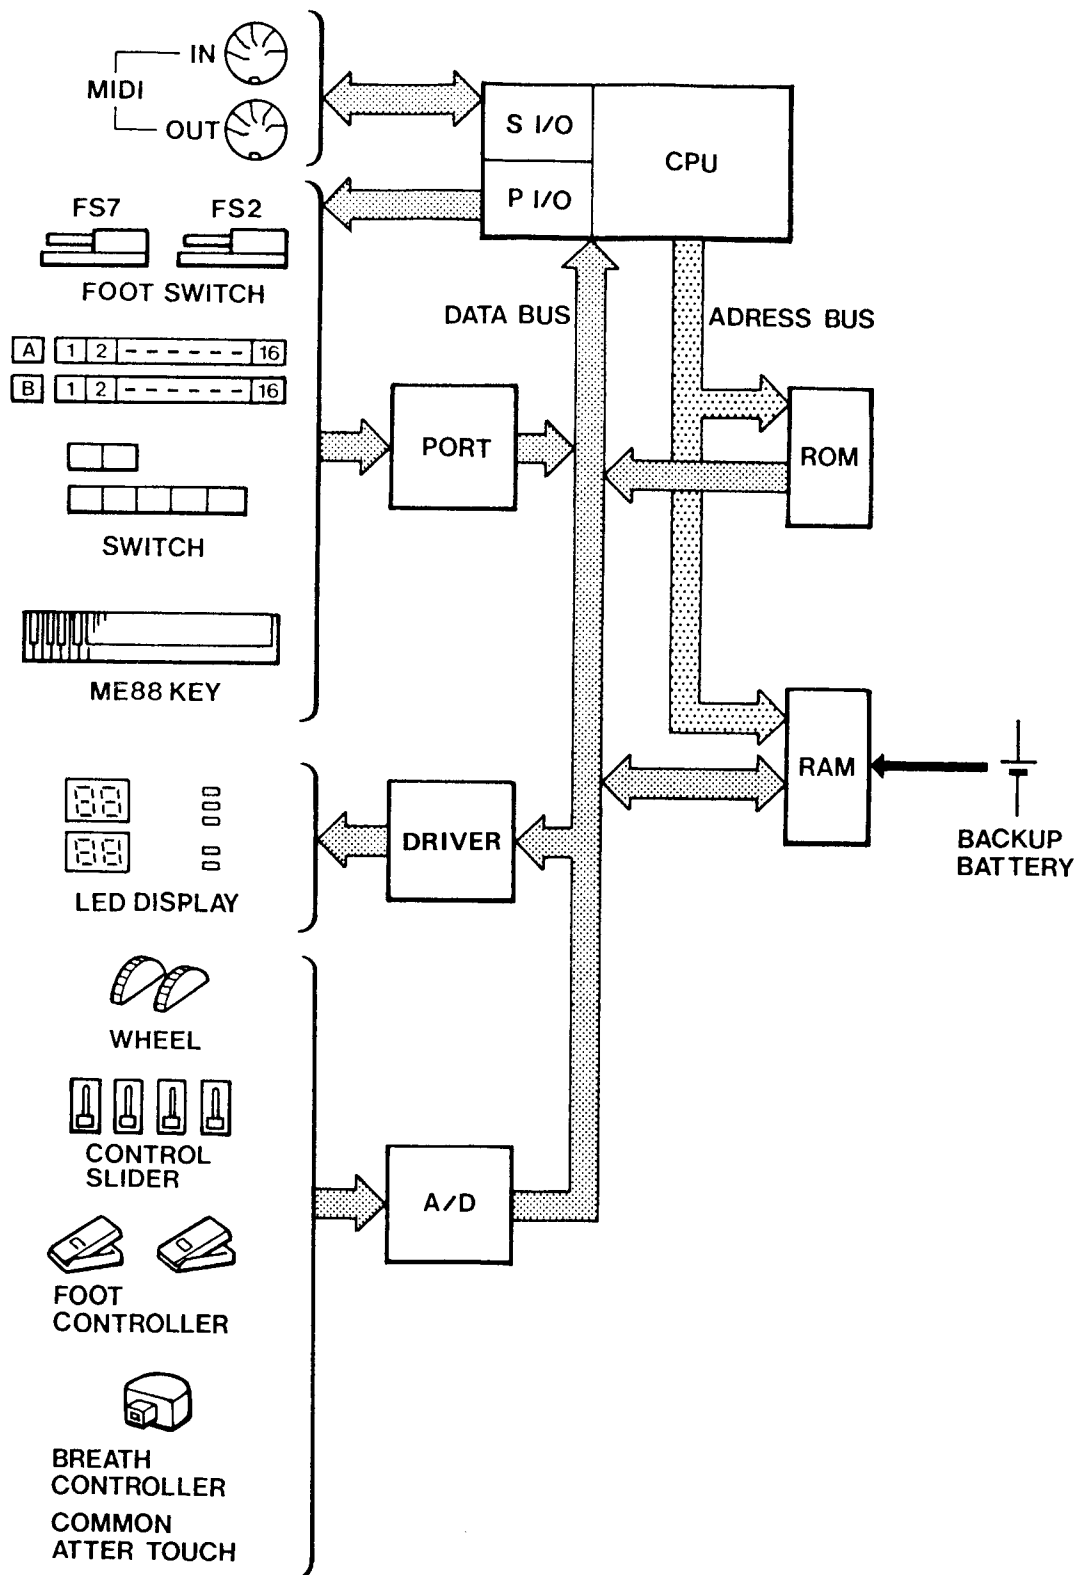 IN
MIDI
OUT
S I/O
P I/O
CPU
FS7
FS2
FOOT SWITCH
DATA BUS
ADRESS BUS
A 1 2 16
B 1 2 16
PORT
ROM
SWITCH
ME88 KEY
RAM
BACKUP
BATTERY
88
88
DRIVER
LED DISPLAY
WHEEL
CONTROL
SLIDER
A/D
FOOT
CONTROLLER
BREATH
CONTROLLER
COMMON
ATTER TOUCH